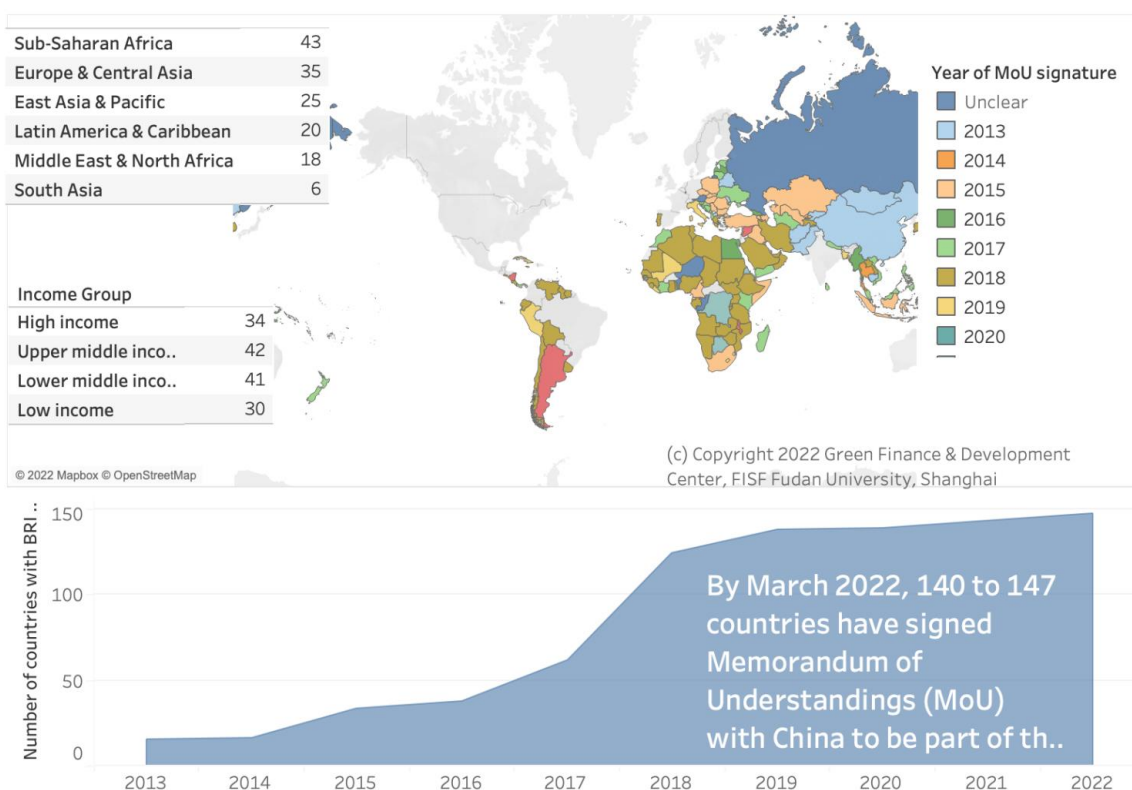 Sub-Saharan Africa 43
Europe & Central Asia 35
East Asia & Pacific 25
Latin America & Caribbean 20
Middle East & North Africa 18
South Asia 6
Income Group
High income 34
Upper middle inco.. 42
Lower middle inco.. 41
Low income 30
© 2022 Mapbox © OpenStreetMap
Year of MoU signature
Unclear
2013
2014
2015
2016
2017
2018
2019
2020
(c) Copyright 2022 Green Finance & Development
Center, FISF Fudan University, Shanghai
Number of countries with BRI ..
150
100
50
0
By March 2022, 140 to 147
countries have signed
Memorandum of
Understandings (MoU)
with China to be part of th..
2013 2014 2015 2016 2017 2018 2019 2020 2021 2022